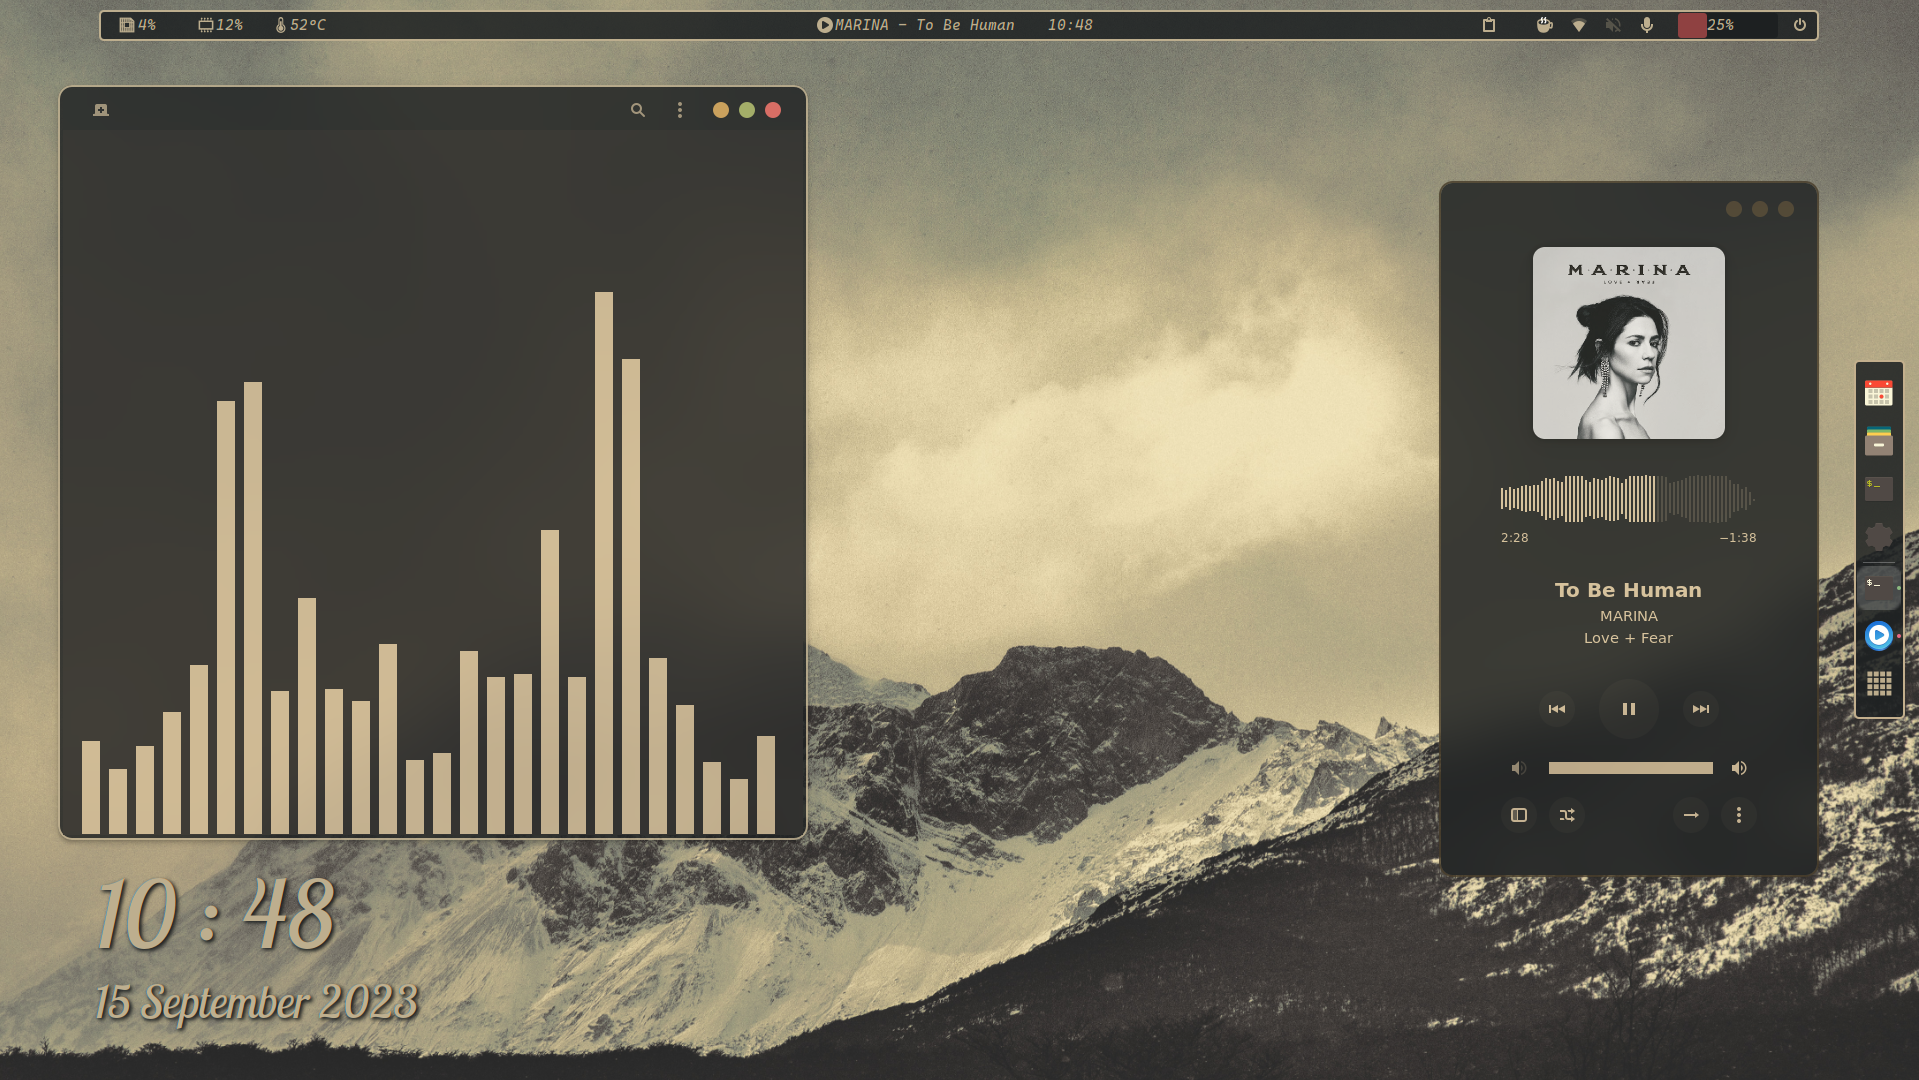 4% 12% 52°C MARINA – To Be Human 10:48 25%
M·A·R·I·N·A
LOVE + FEAR
2:28 −1:38
To Be Human
MARINA
Love + Fear
$_
$_
10 : 48
15 September 2023